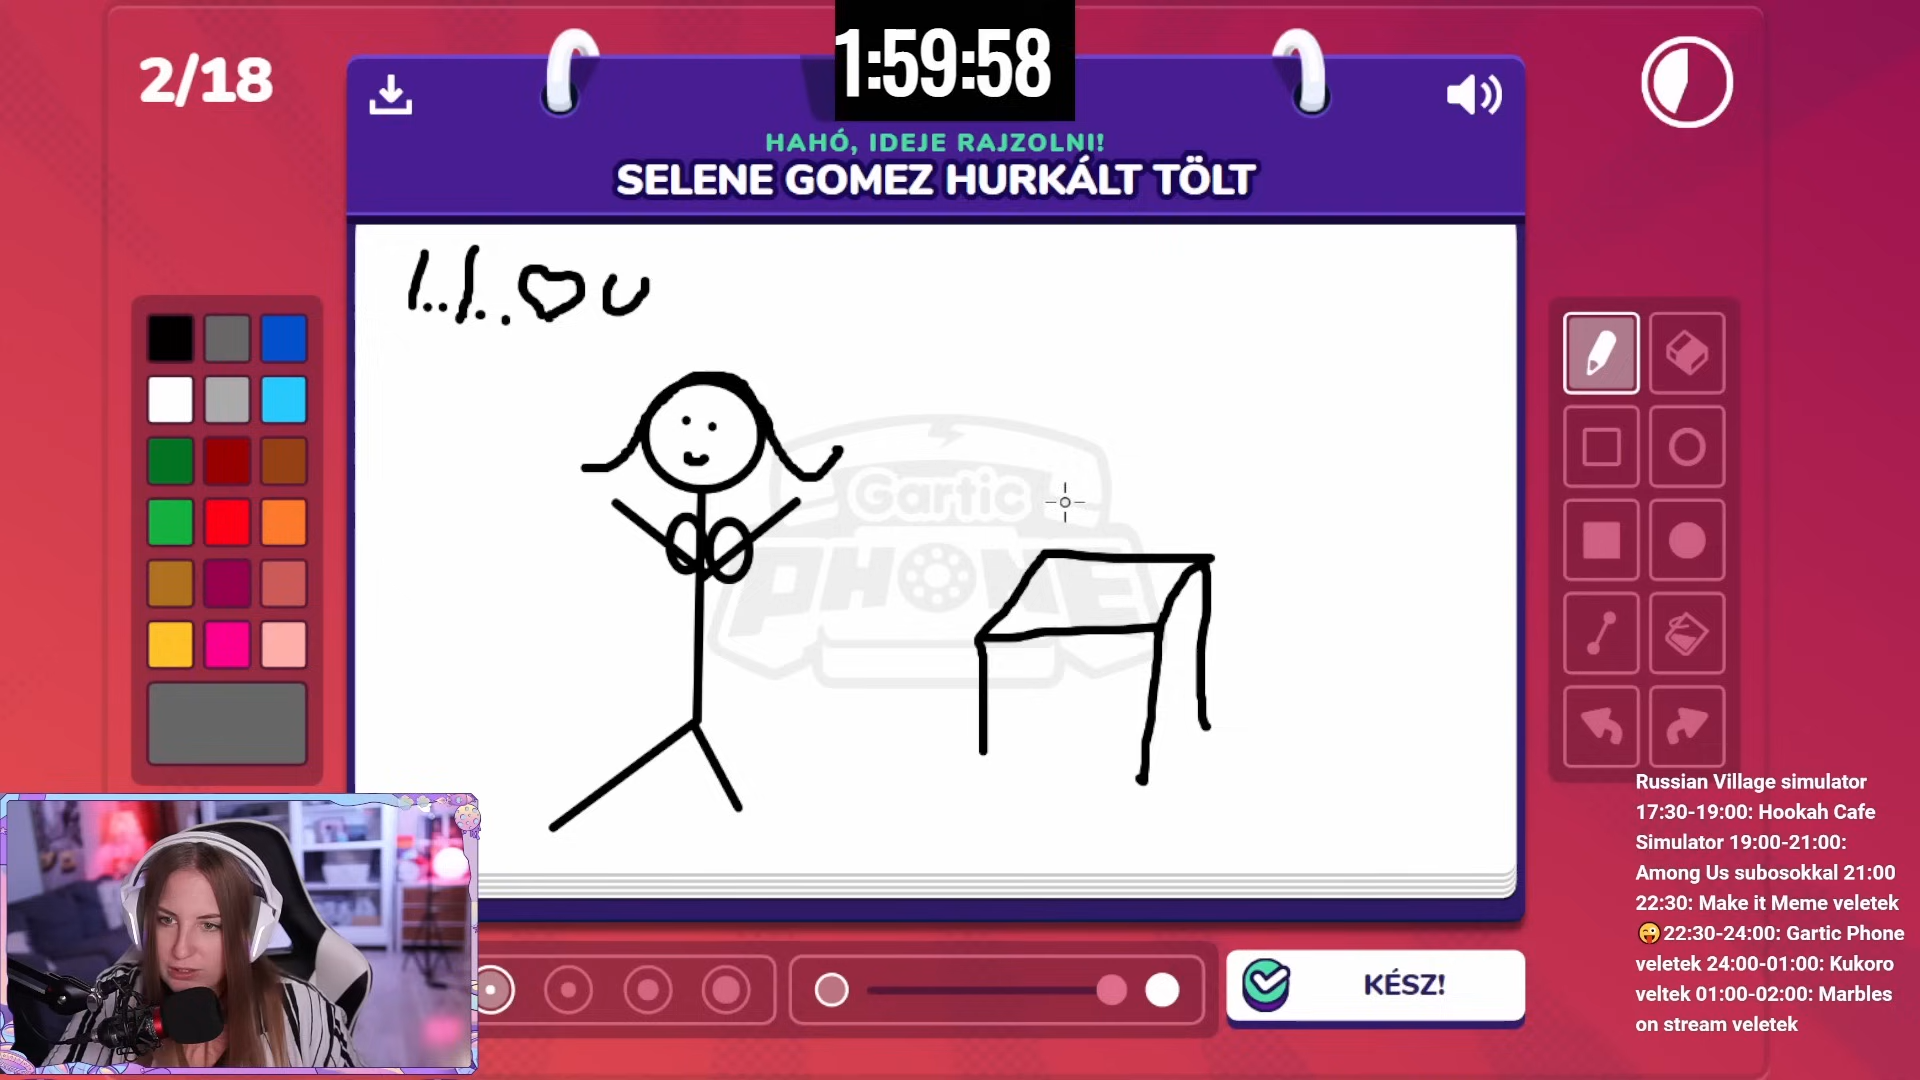 2/18
1:59:58
HAHÓ, IDEJE RAJZOLNI!
SELENE GOMEZ HURKÁLT TÖLT
I..I.. U
Gartic
PHONE
KÉSZ!
Russian Village simulator
17:30-19:00: Hookah Cafe
Simulator 19:00-21:00:
Among Us subosokkal 21:00
22:30: Make it Meme veletek
😜22:30-24:00: Gartic Phone
veletek 24:00-01:00: Kukoro
veltek 01:00-02:00: Marbles
on stream veletek